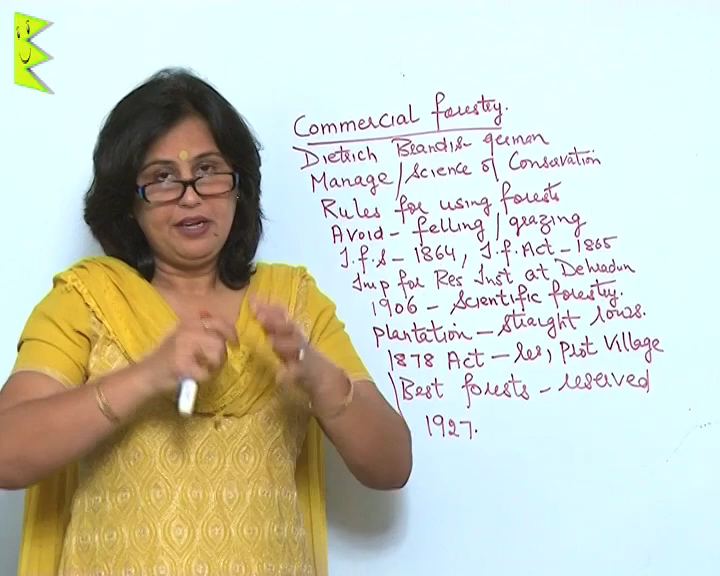 Commercial forestry.
Dietrich Brandis- german
Manage/Science of Conservation
Rules for using forests
Avoid - felling/grazing
I.f.S - 1864, I.f. Act - 1865
Imp for Res Inst at Dehradun
1906 - Scientific forestry.
Plantation - straight rows.
1878 Act - Res, Prot Village
Best forests - reserved
1927.